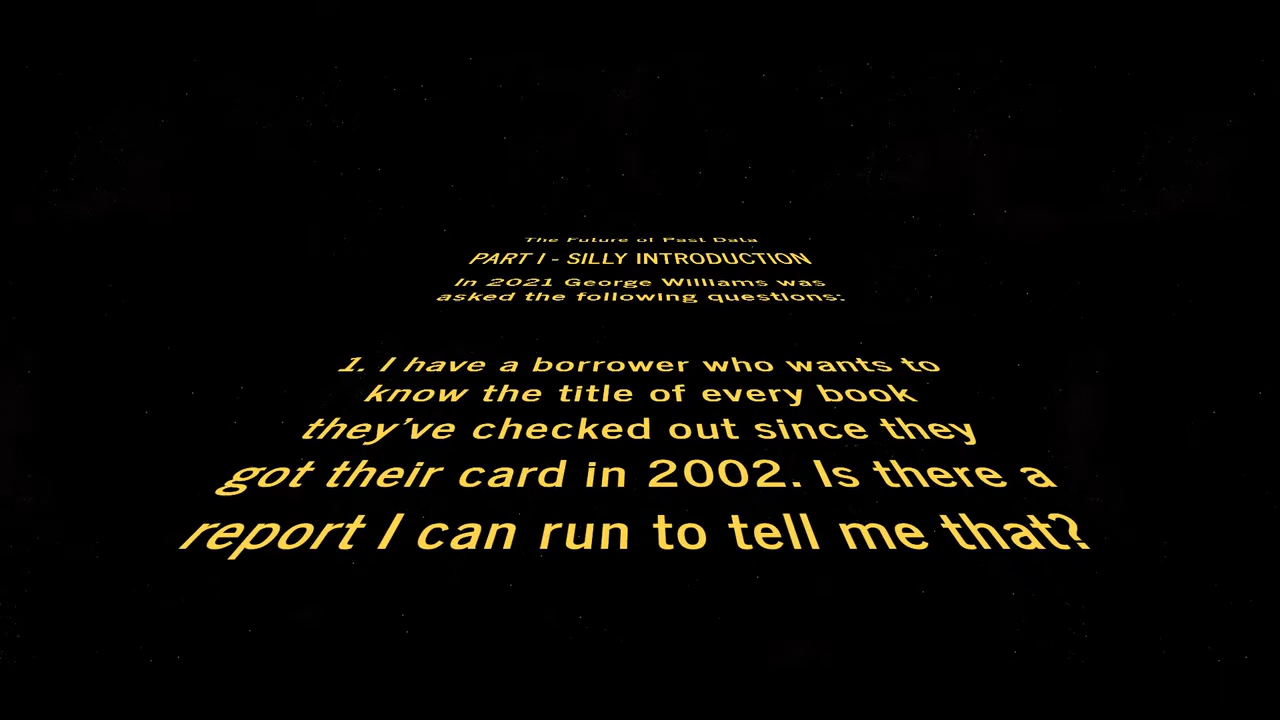 The Future of Past Data
PART I - SILLY INTRODUCTION
In 2021 George Williams was
asked the following questions:
1. I have a borrower who wants to
know the title of every book
they’ve checked out since they
got their card in 2002. Is there a
report I can run to tell me that?